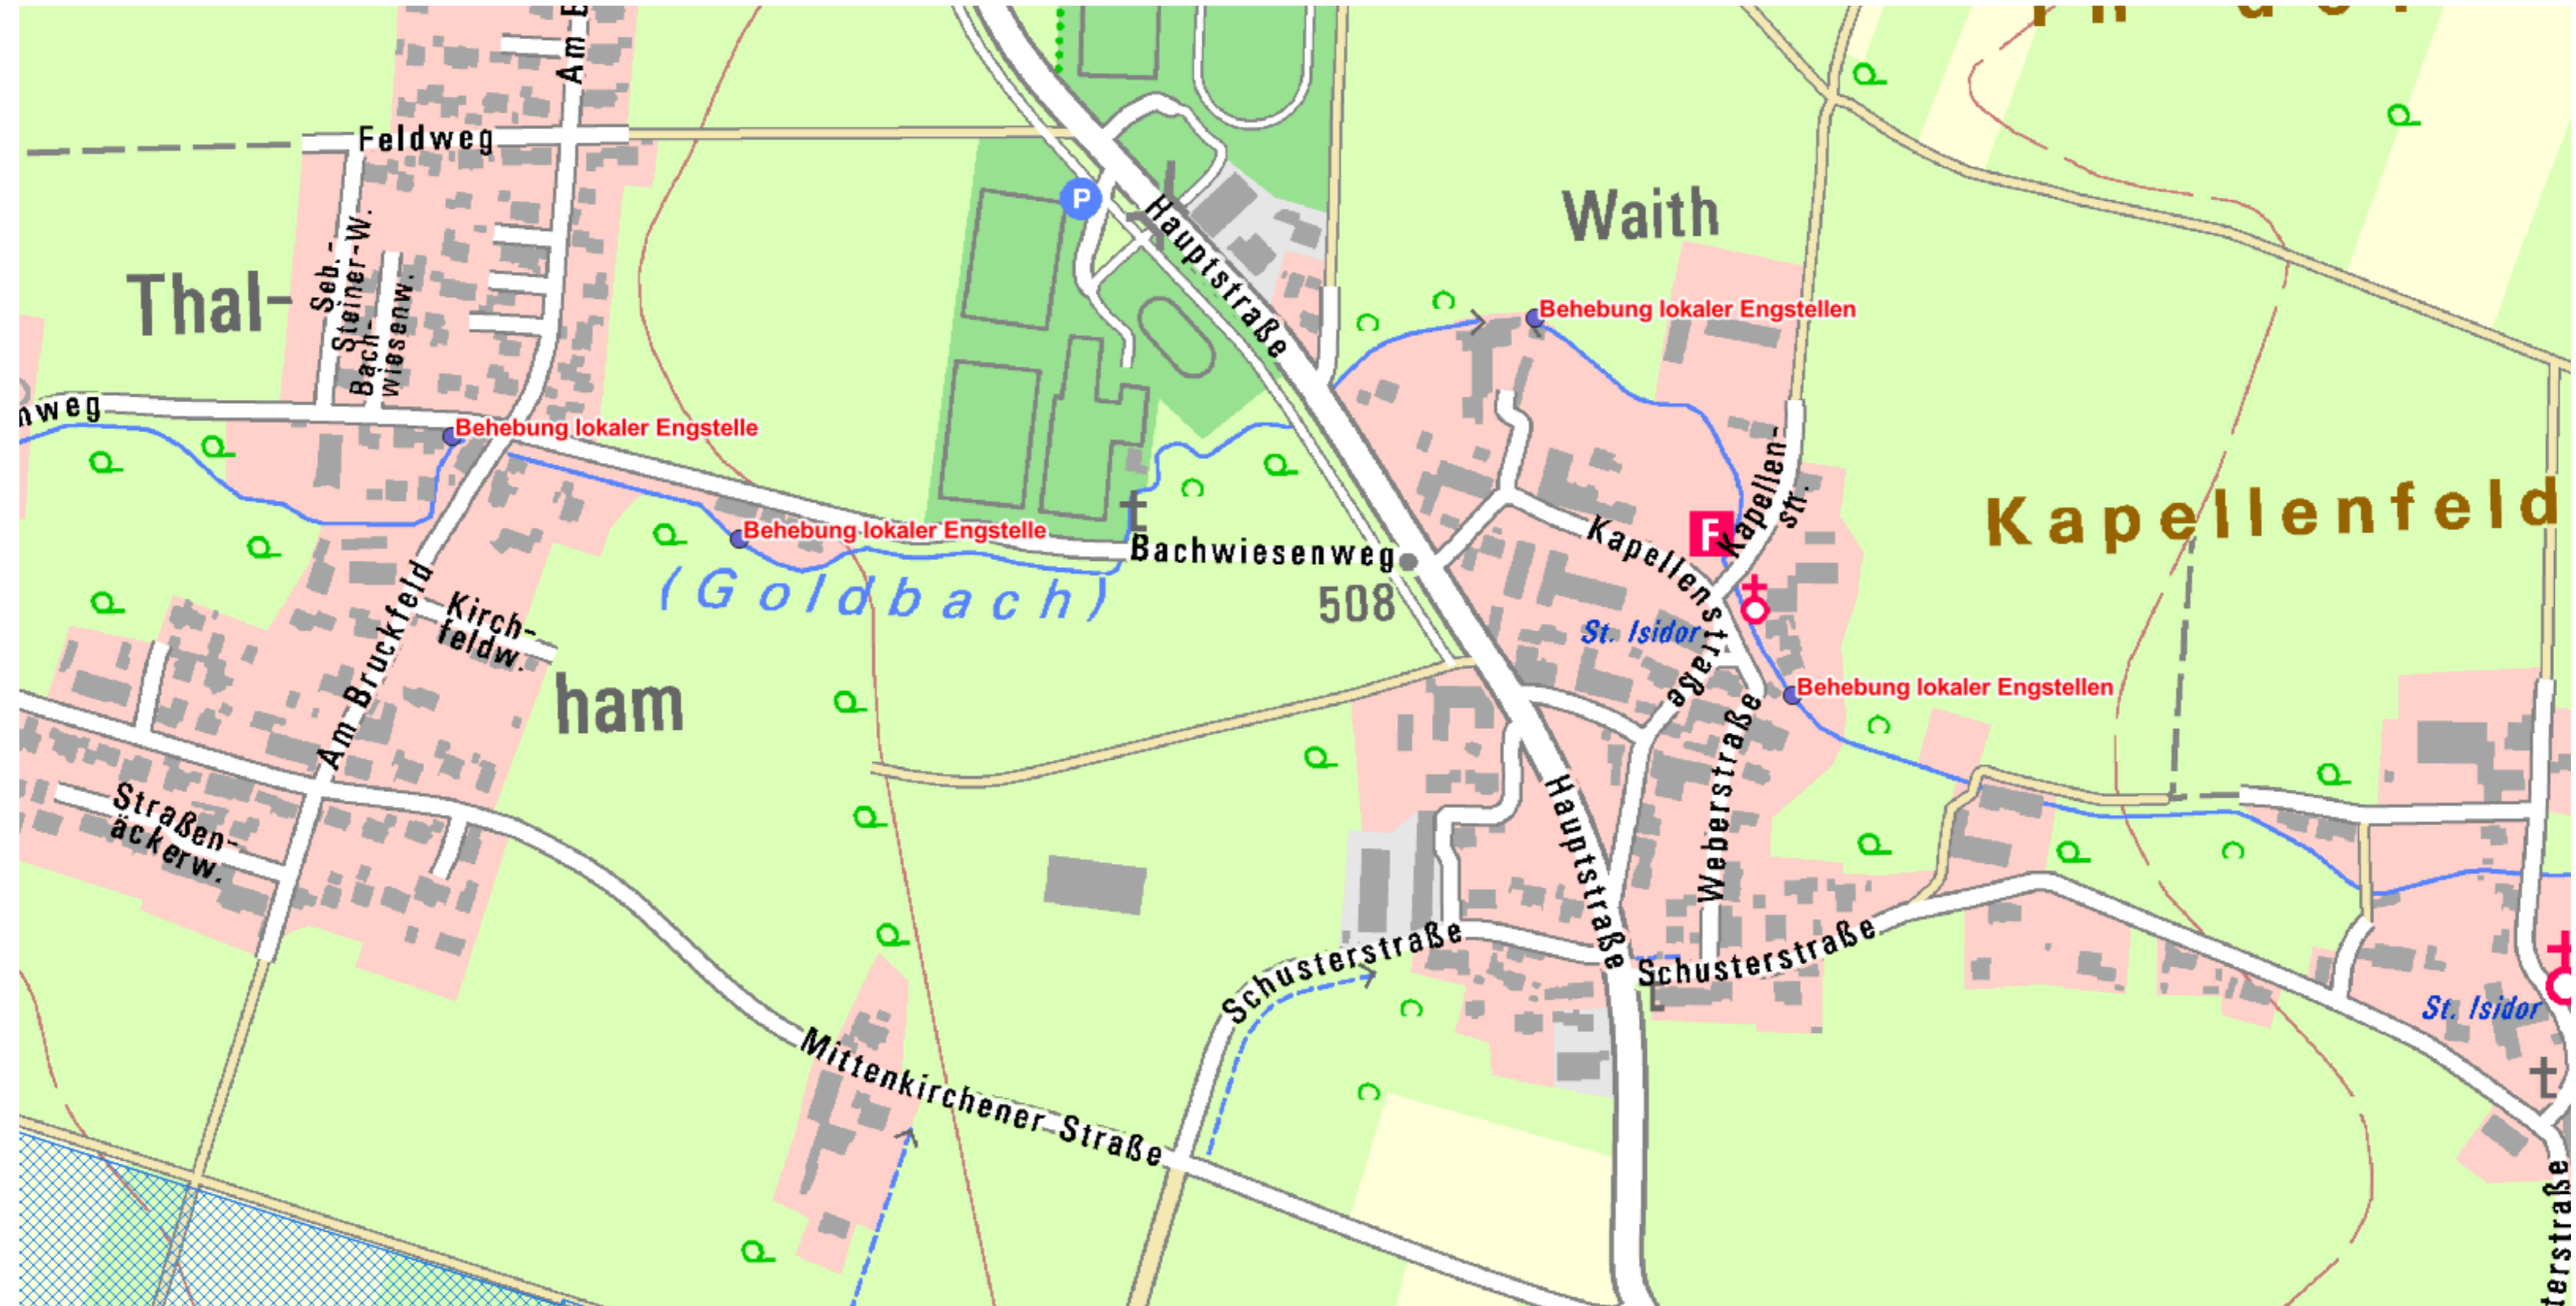 Am
Feldweg
Waith
P
Hauptstraße
Seb.-
Steiner-W.
Bach-
wiesenw.
Thal-
Behebung lokaler Engstellen
Behebung lokaler Engstelle
Kapellen-
str.
Kapellenfeld
Behebung lokaler Engstelle
F
Bachwiesenweg
Kapellenstraße
(Goldbach)
508
Kirch-
feldw.
St. Isidor
Am Bruckfeld
ham
Behebung lokaler Engstellen
Weberstraße
Hauptstraße
Straßen-
äckerw.
Schusterstraße
Schusterstraße
St. Isidor
Mittenkirchener Straße